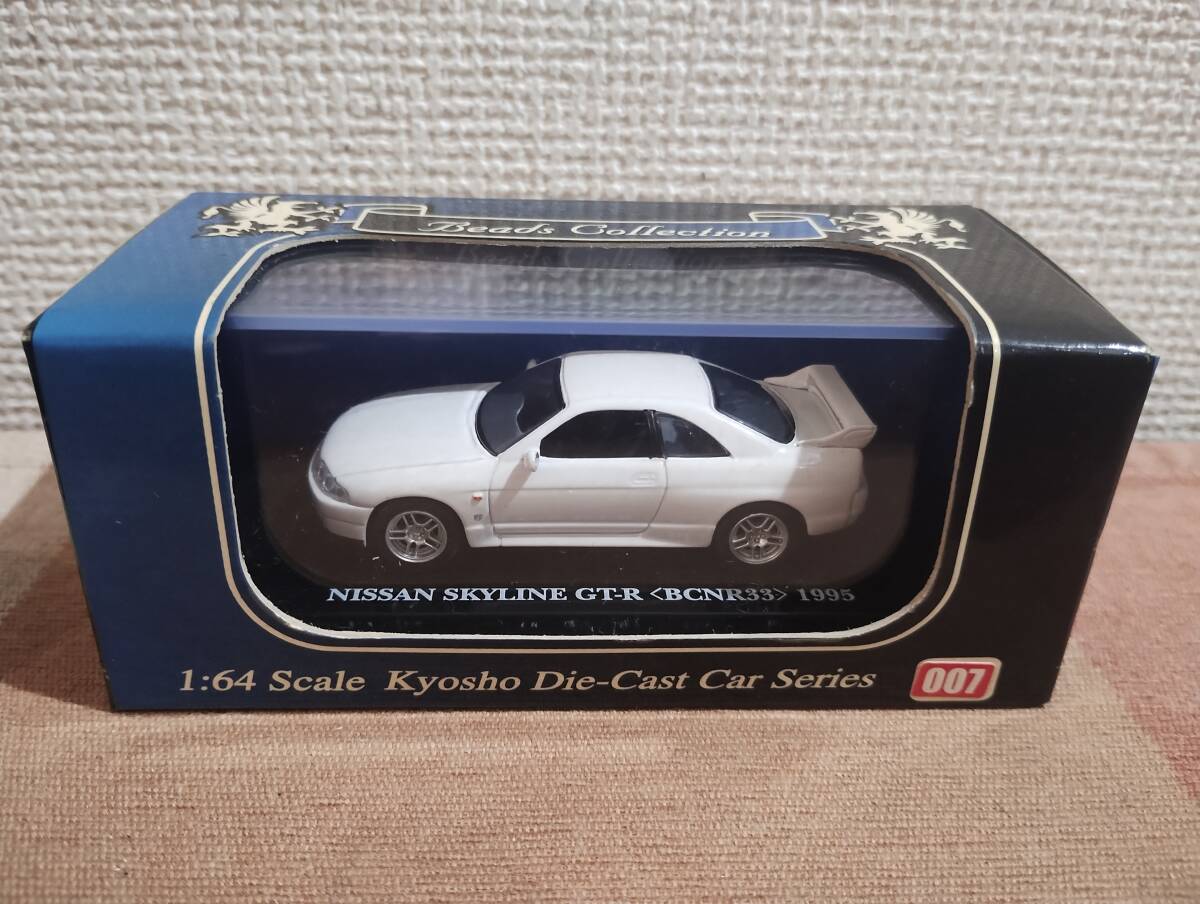 Beads Collection
NISSAN SKYLINE GT-R <BCNR33> 1995
1:64 Scale Kyosho Die-Cast Car Series 007